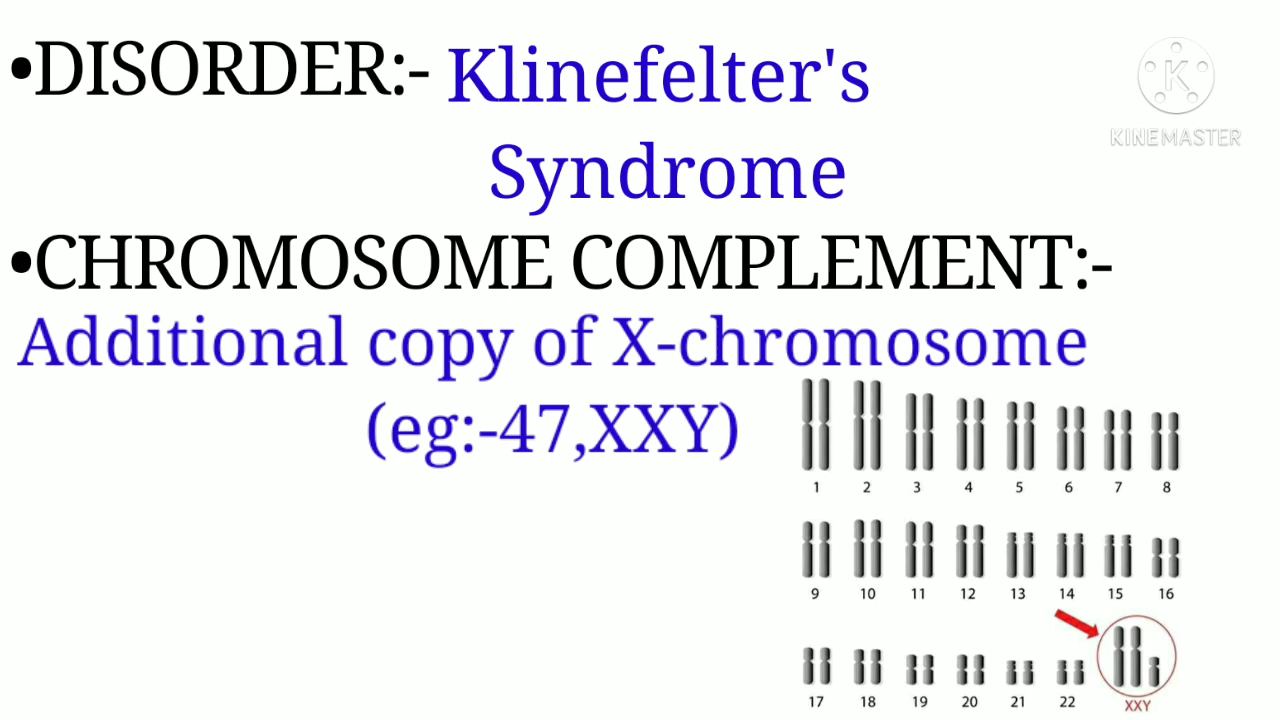 •DISORDER:- Klinefelter's
Syndrome
K
KINEMASTER
•CHROMOSOME COMPLEMENT:-
Additional copy of X-chromosome
(eg:-47,XXY)
1 2 3 4 5 6 7 8
9 10 11 12 13 14 15 16
17 18 19 20 21 22 XXY